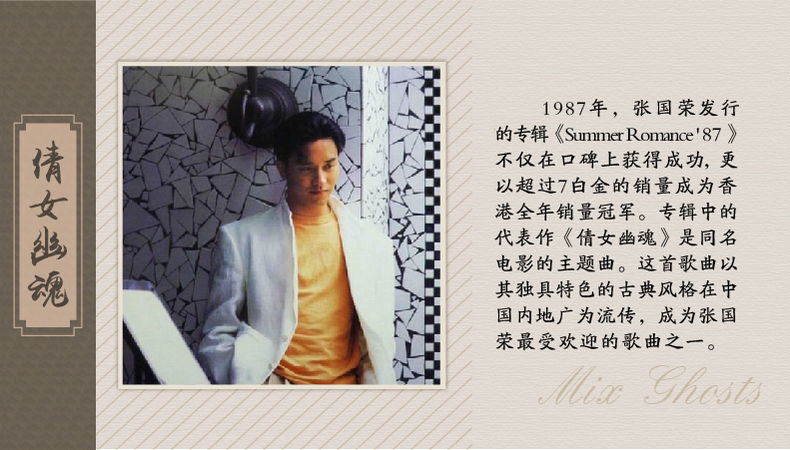 倩女幽魂
1987年，张国荣发行
的专辑《Summer Romance'87》
不仅在口碑上获得成功，更
以超过7白金的销量成为香
港全年销量冠军。专辑中的
代表作《倩女幽魂》是同名
电影的主题曲。这首歌曲以
其独具特色的古典风格在中
国内地广为流传，成为张国
荣最受欢迎的歌曲之一。
Mix Ghosts